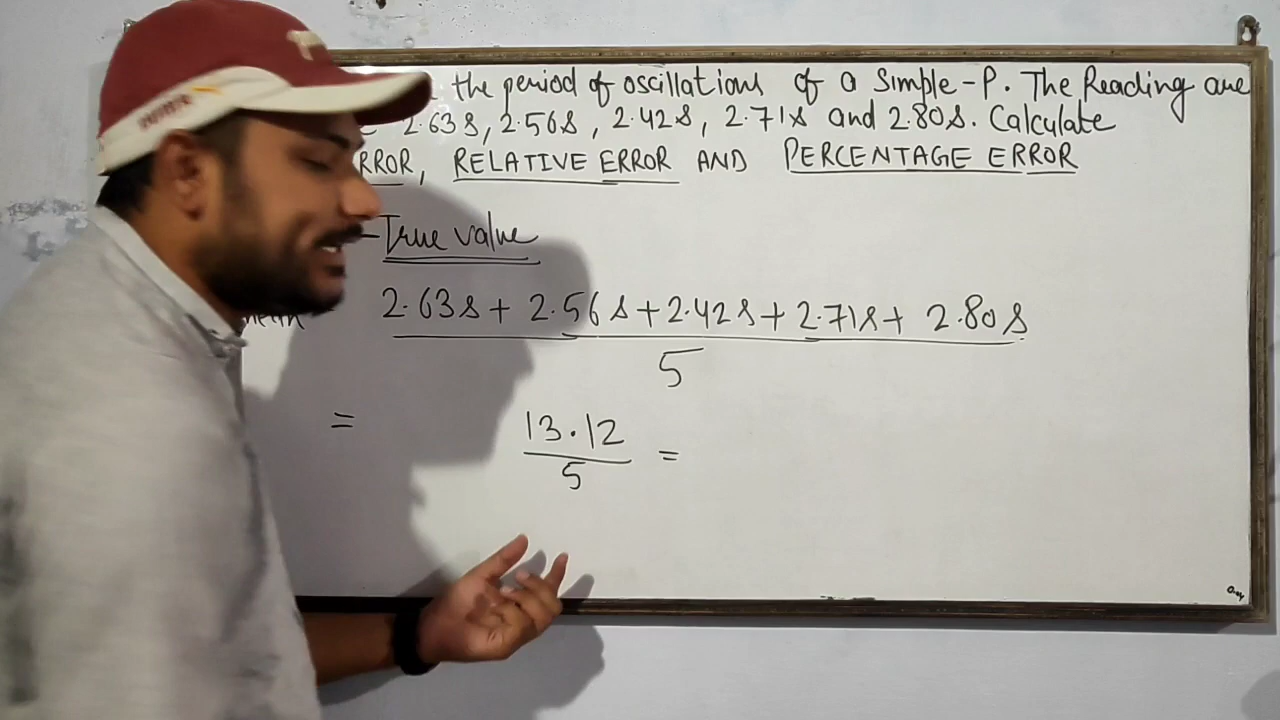 the period of oscillations of a Simple-P. The Reading are
2.63s, 2.56s, 2.42s, 2.71s and 2.80s. Calculate
RROR, RELATIVE ERROR AND PERCENTAGE ERROR
- True value
2.63s + 2.56s + 2.42s + 2.71s + 2.80s
5
= 13.12 =
5